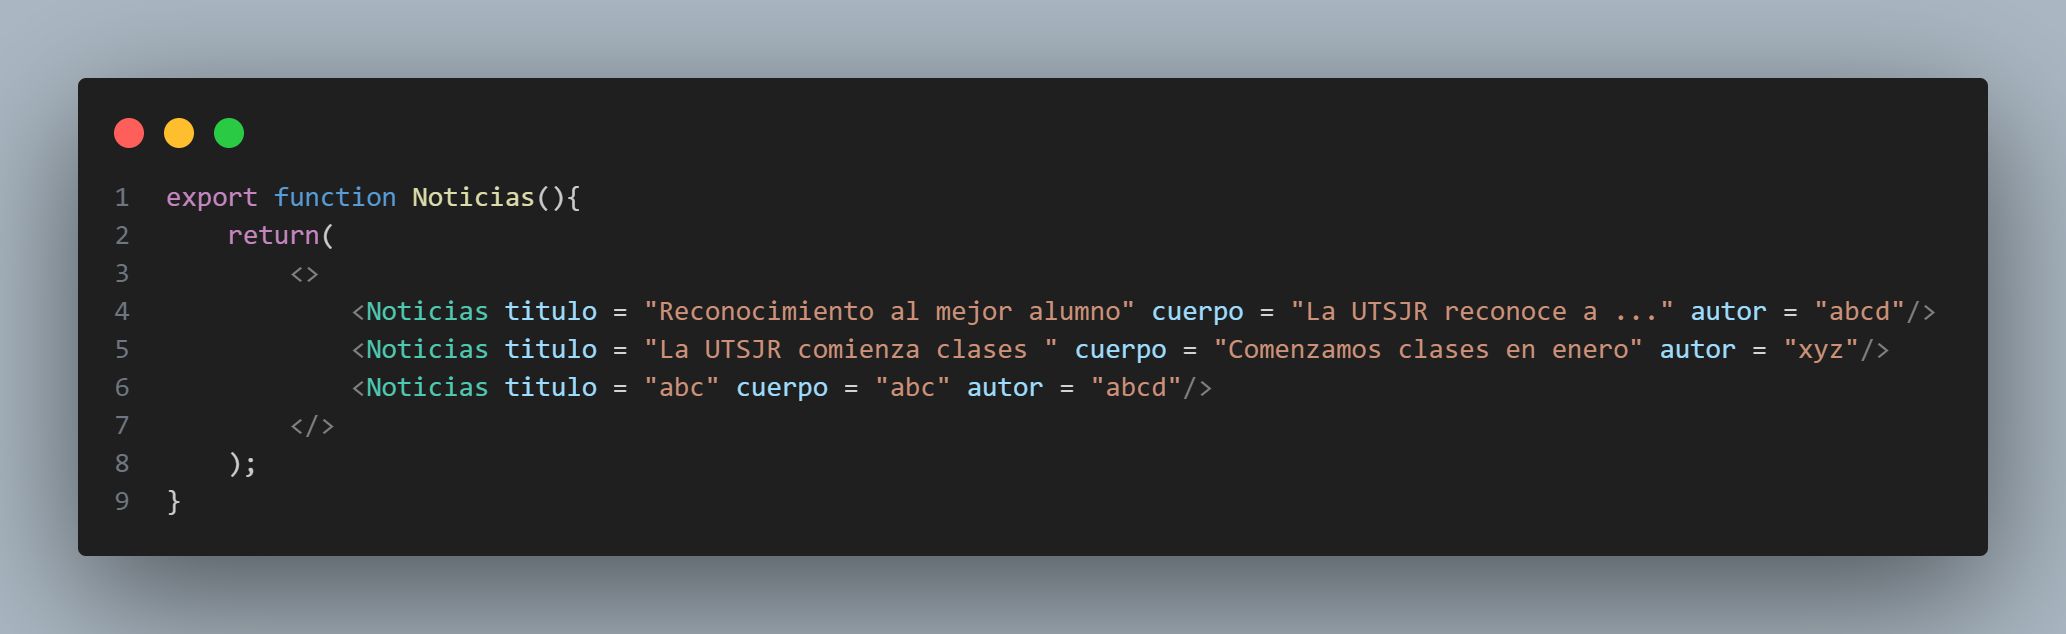 1 export function Noticias(){
2     return(
3         <>
4             <Noticias titulo = "Reconocimiento al mejor alumno" cuerpo = "La UTSJR reconoce a ..." autor = "abcd"/>
5             <Noticias titulo = "La UTSJR comienza clases " cuerpo = "Comenzamos clases en enero" autor = "xyz"/>
6             <Noticias titulo = "abc" cuerpo = "abc" autor = "abcd"/>
7         </>
8     );
9 }